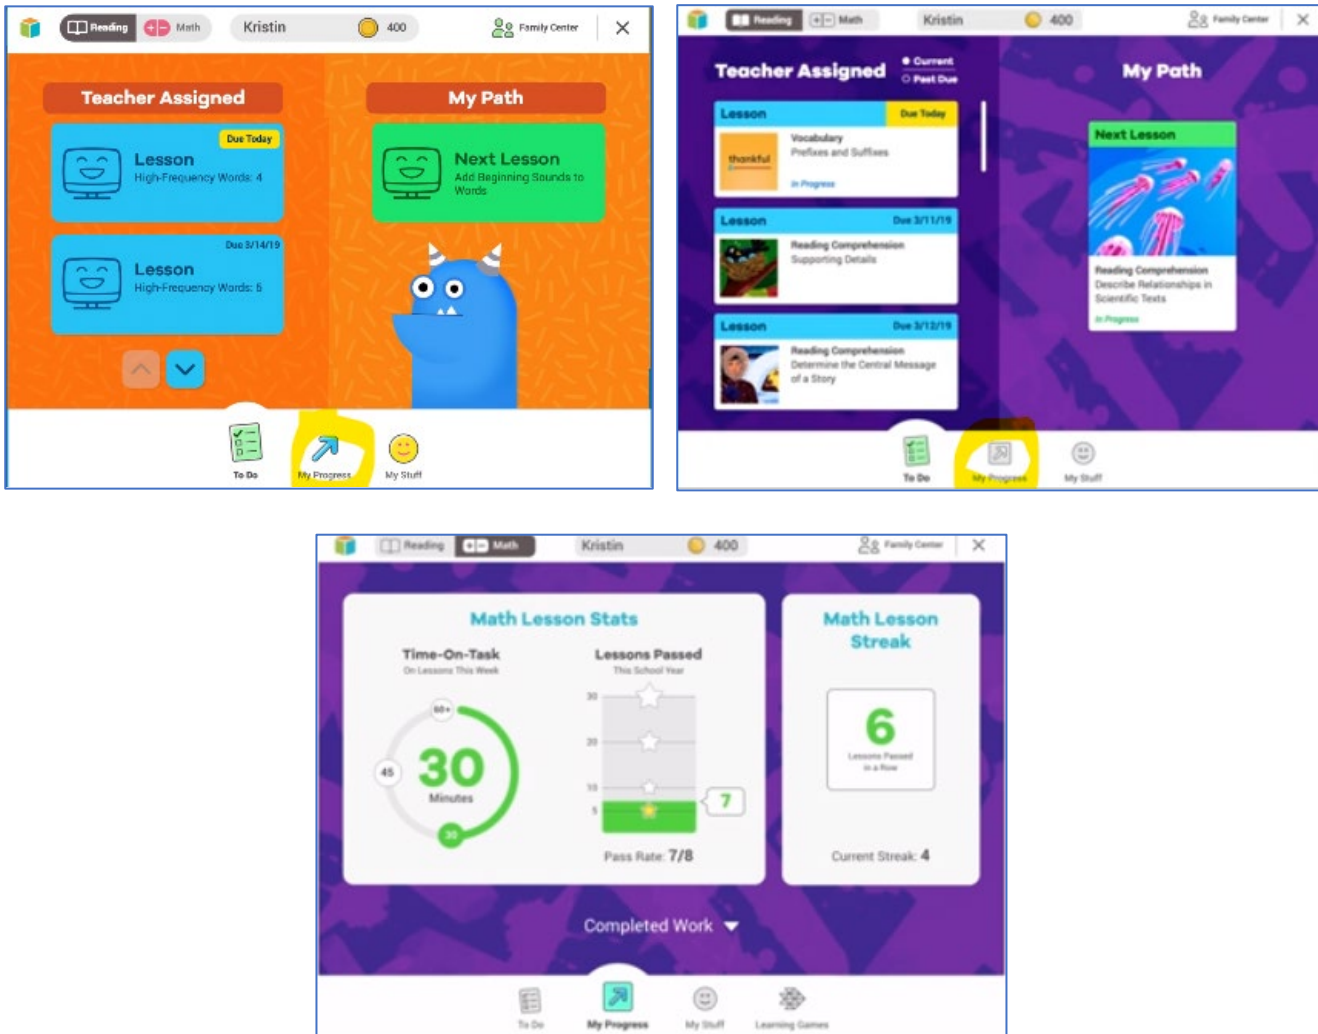 Reading
Math
Kristin
400
Family Center
Teacher Assigned
Due Today
Lesson
High-Frequency Words: 4
Due 3/14/19
Lesson
High-Frequency Words: 5
My Path
Next Lesson
Add Beginning Sounds to
Words
To Do
My Progress
My Stuff
Reading
Math
Kristin
400
Family Center
Teacher Assigned
Current
Past Due
Lesson
Due Today
thankful
Vocabulary
Prefixes and Suffixes
In Progress
Lesson
Due 3/11/19
Reading Comprehension
Supporting Details
Lesson
Due 3/12/19
Reading Comprehension
Determine the Central Message
of a Story
My Path
Next Lesson
Reading Comprehension
Describe Relationships in
Scientific Texts
In Progress
To Do
My Progress
My Stuff
Reading
Math
Kristin
400
Family Center
Math Lesson Stats
Time-On-Task
On Lessons This Week
60+
45
30
Minutes
30
Lessons Passed
This School Year
30
20
10
5
7
Pass Rate: 7/8
Math Lesson
Streak
6
Lessons Passed
in a Row
Current Streak: 4
Completed Work
To Do
My Progress
My Stuff
Learning Games